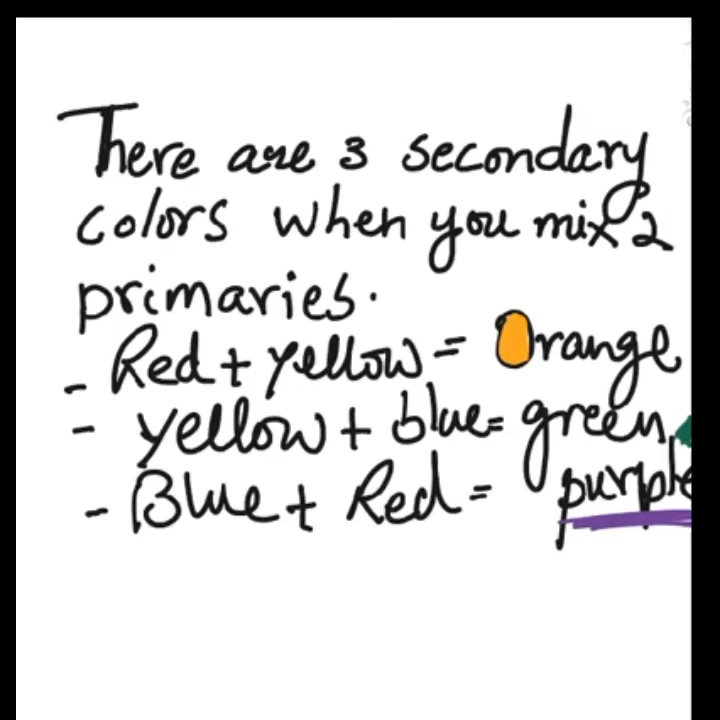 There are 3 secondary
colors when you mix 2
primaries.
- Red + yellow = Orange
- yellow + blue = green
- Blue + Red = purple